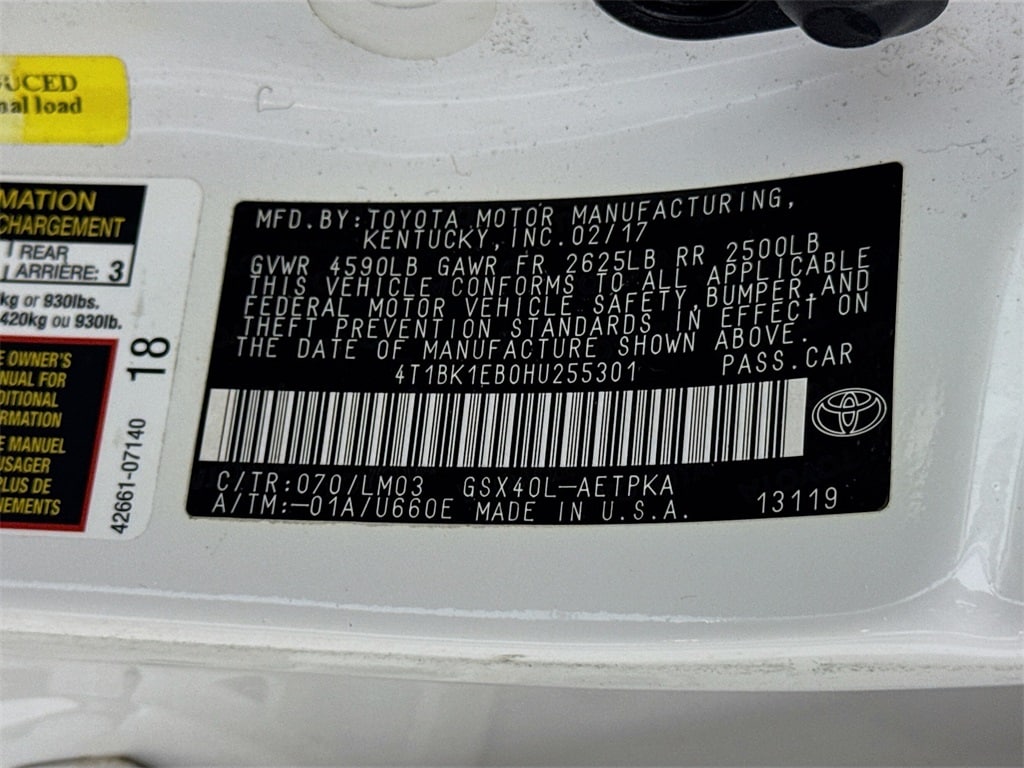 UCED
nal load
MATION
CHARGEMENT
REAR
ARRIÈRE: 3
kg or 930lbs.
420kg ou 930lb.
E OWNER'S
NUAL FOR
DITIONAL
ORMATION
E MANUEL
USAGER
PLUS DE
NEMENTS
18
42661-07140
MFD.BY:TOYOTA MOTOR MANUFACTURING,
KENTUCKY,INC.02/17
GVWR 4590LB GAWR FR 2625LB RR 2500LB
THIS VEHICLE CONFORMS TO ALL APPLICABLE
FEDERAL MOTOR VEHICLE SAFETY,BUMPER,AND
THEFT PREVENTION STANDARDS IN EFFECT ON
THE DATE OF MANUFACTURE SHOWN ABOVE.
4T1BK1EB0HU255301 PASS.CAR
C/TR:070/LM03 GSX40L-AETPKA
A/TM:-01A/U660E MADE IN U.S.A. 13119